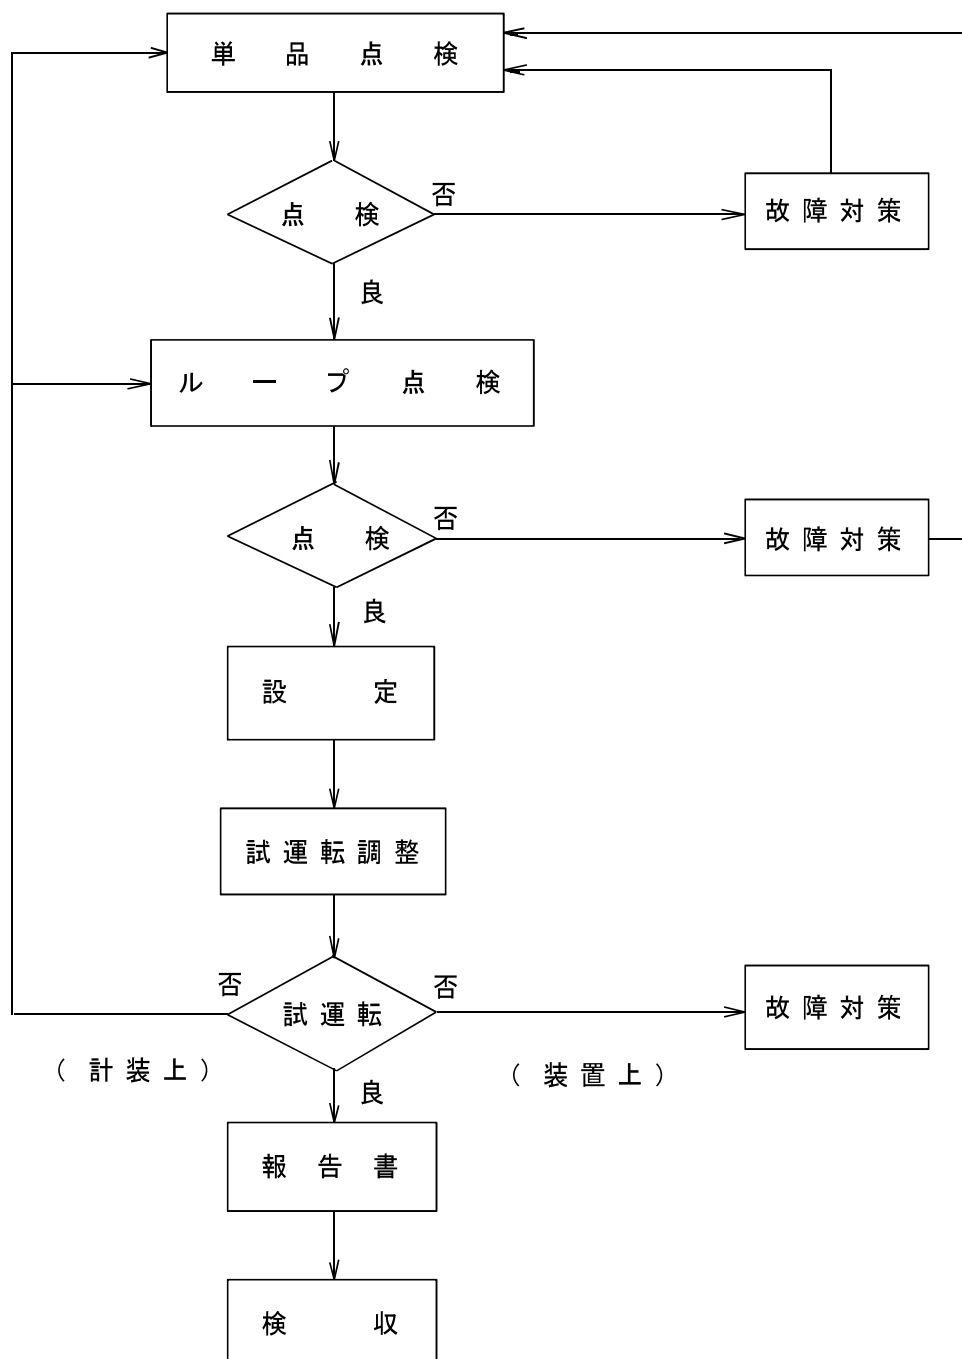 単品点検
点検
否
故障対策
良
ループ点検
点検
否
故障対策
良
設定
試運転調整
否
試運転
否
故障対策
（計装上）
（装置上）
良
報告書
検収